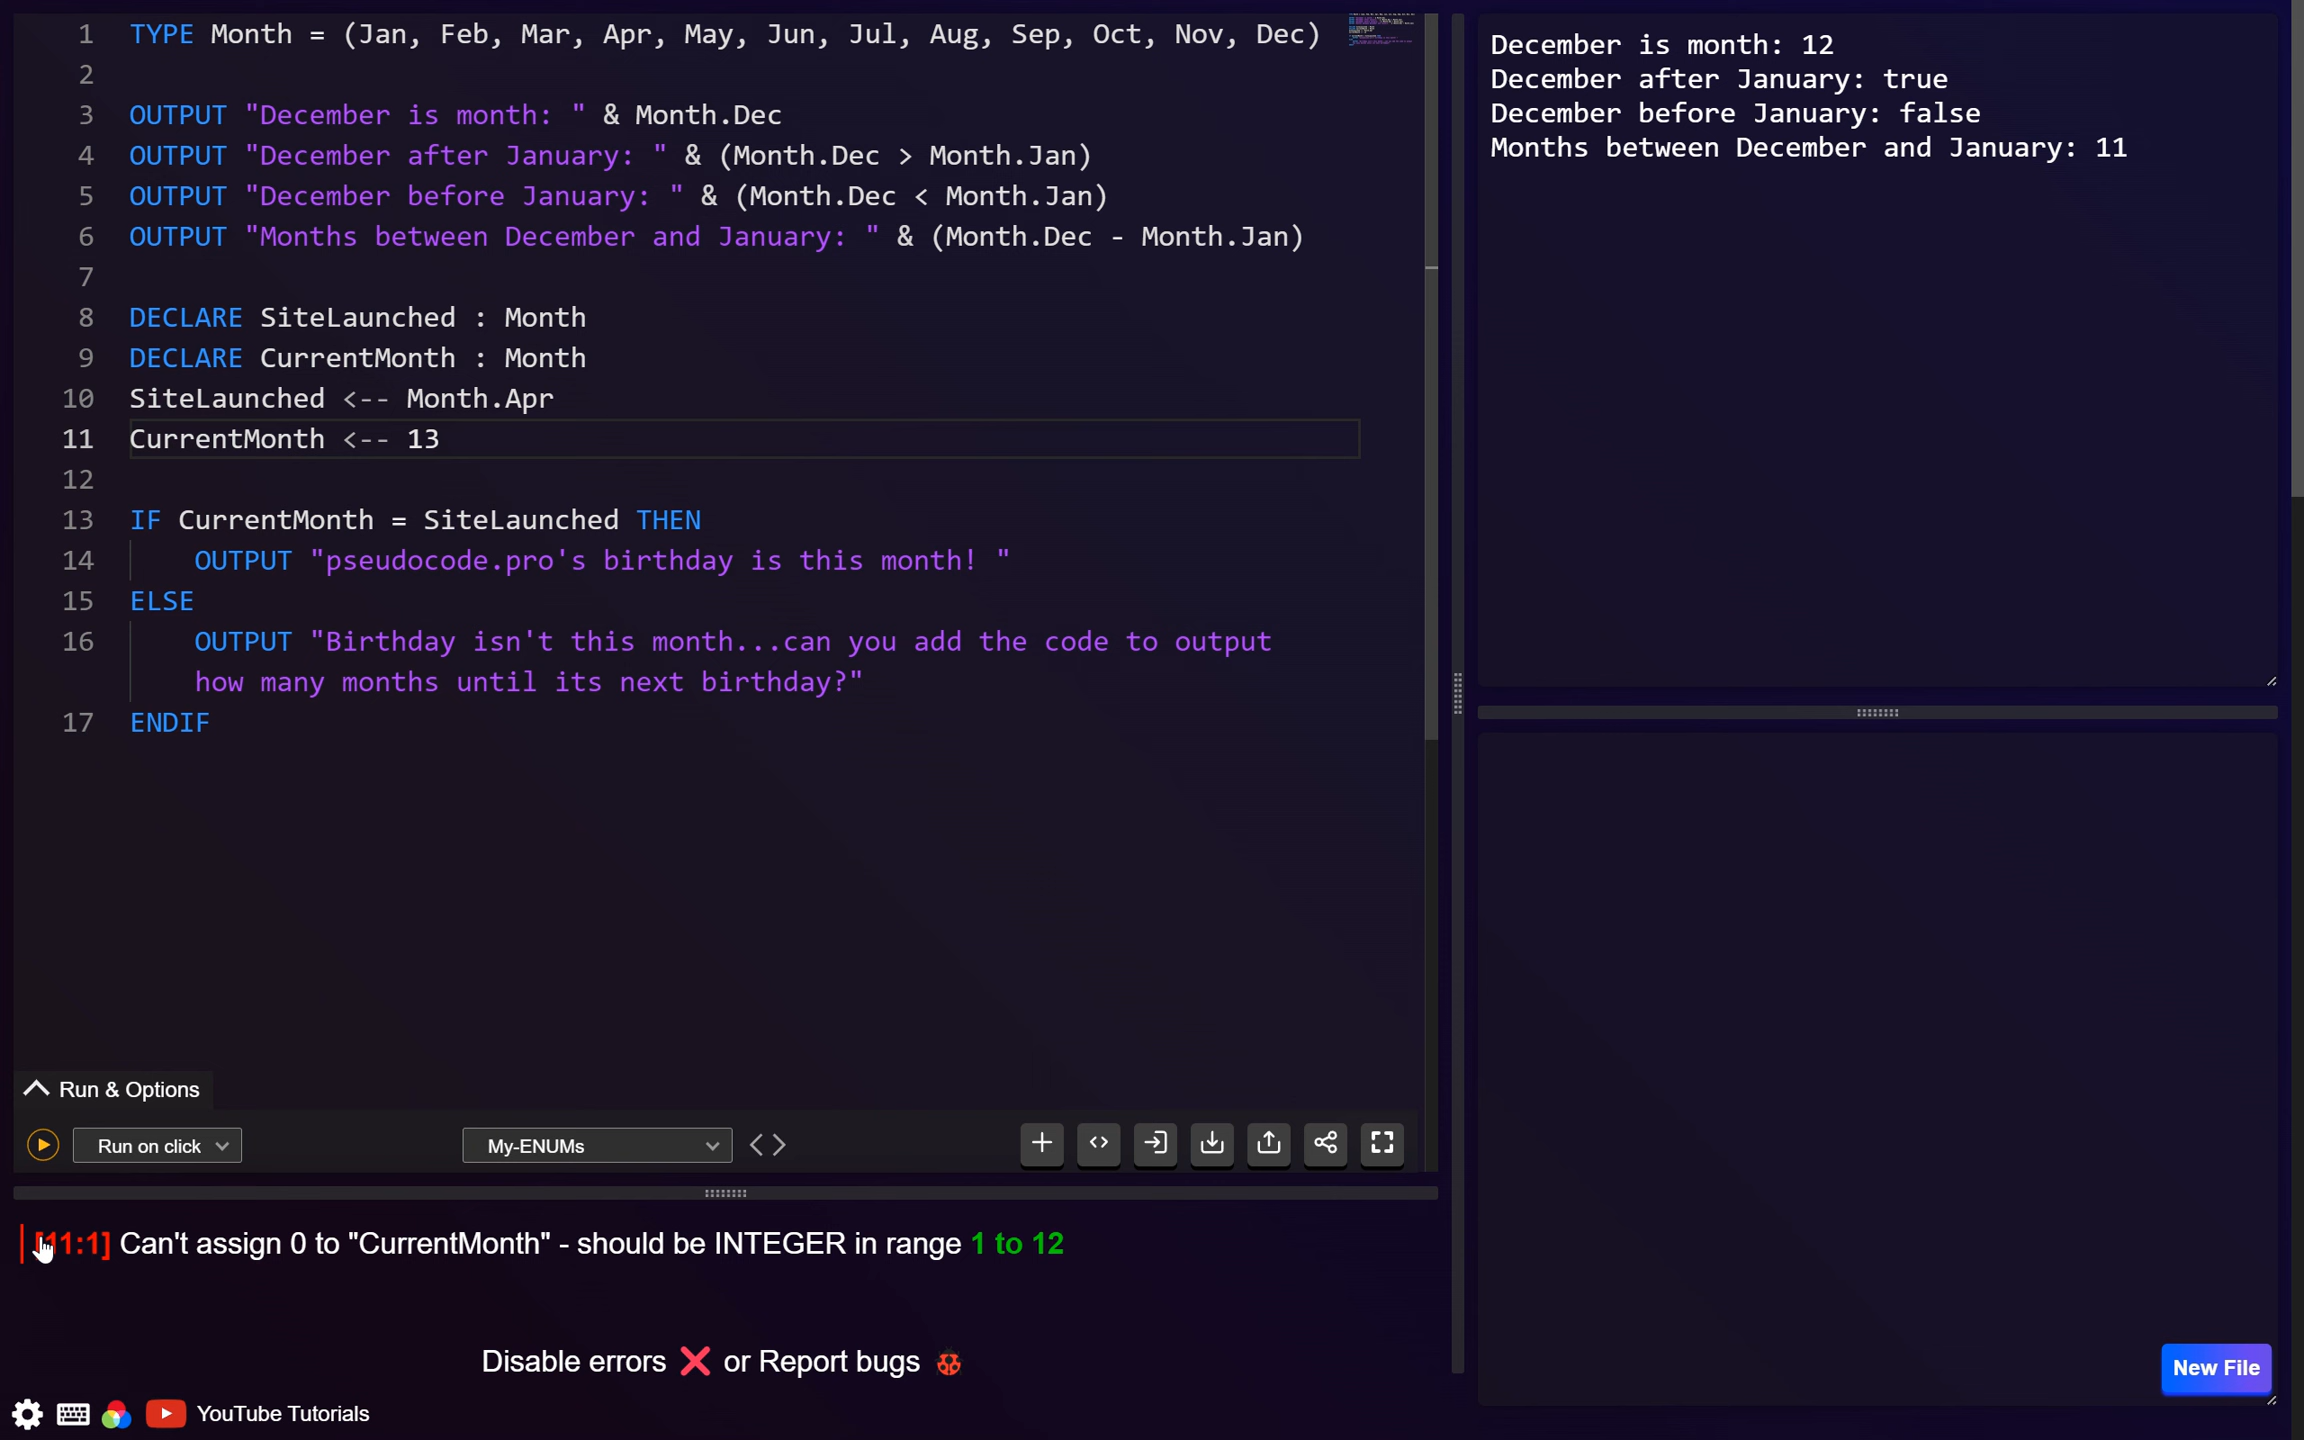 1 TYPE Month = (Jan, Feb, Mar, Apr, May, Jun, Jul, Aug, Sep, Oct, Nov, Dec)
2
3 OUTPUT "December is month: " & Month.Dec
4 OUTPUT "December after January: " & (Month.Dec > Month.Jan)
5 OUTPUT "December before January: " & (Month.Dec < Month.Jan)
6 OUTPUT "Months between December and January: " & (Month.Dec - Month.Jan)
7
8 DECLARE SiteLaunched : Month
9 DECLARE CurrentMonth : Month
10 SiteLaunched <-- Month.Apr
11 CurrentMonth <-- 13
12
13 IF CurrentMonth = SiteLaunched THEN
14 OUTPUT "pseudocode.pro's birthday is this month! "
15 ELSE
16 OUTPUT "Birthday isn't this month...can you add the code to output
how many months until its next birthday?"
17 ENDIF
Run & Options
Run on click
My-ENUMs
[11:1] Can't assign 0 to "CurrentMonth" - should be INTEGER in range 1 to 12
Disable errors ❌ or Report bugs 🐞
YouTube Tutorials
December is month: 12
December after January: true
December before January: false
Months between December and January: 11
New File